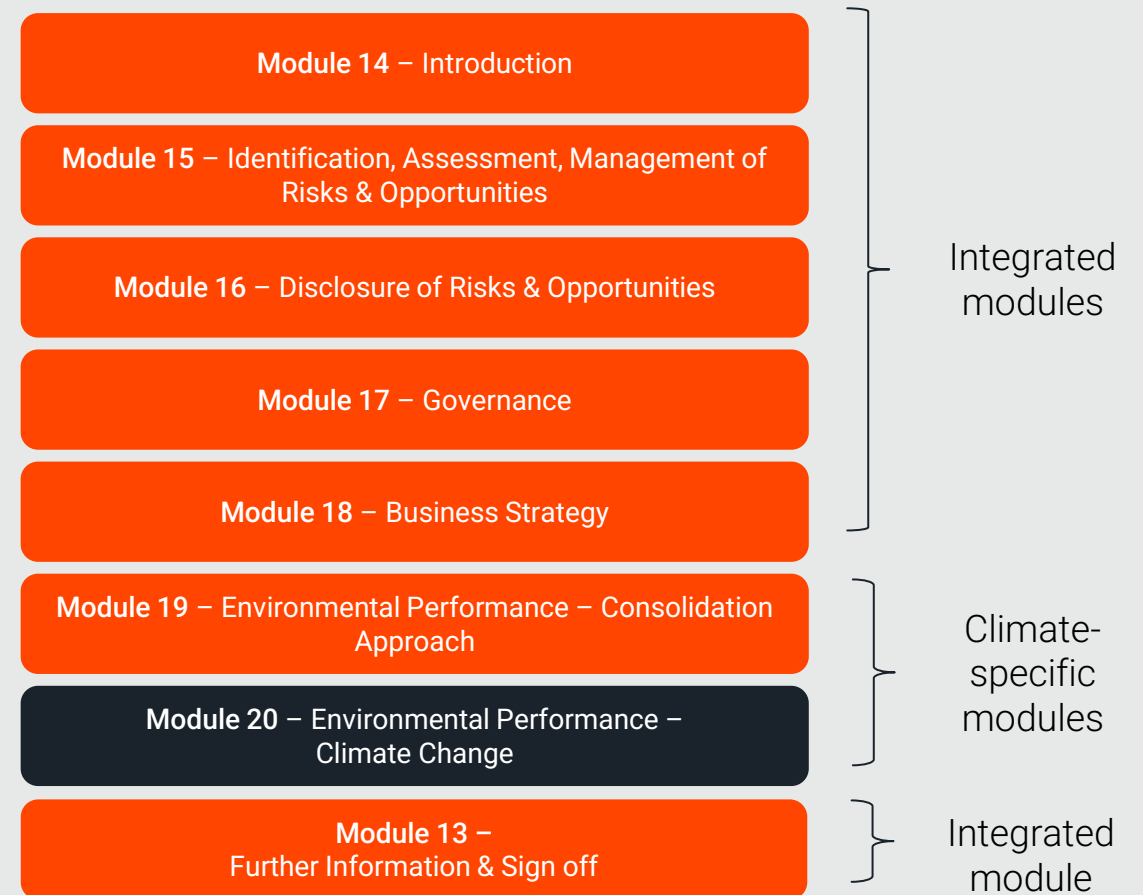 Module 14 – Introduction
Module 15 – Identification, Assessment, Management of
Risks & Opportunities
Module 16 – Disclosure of Risks & Opportunities
Module 17 – Governance
Module 18 – Business Strategy
Integrated
modules
Module 19 – Environmental Performance – Consolidation
Approach
Module 20 – Environmental Performance –
Climate Change
Climate-
specific
modules
Module 13 –
Further Information & Sign off
Integrated
module